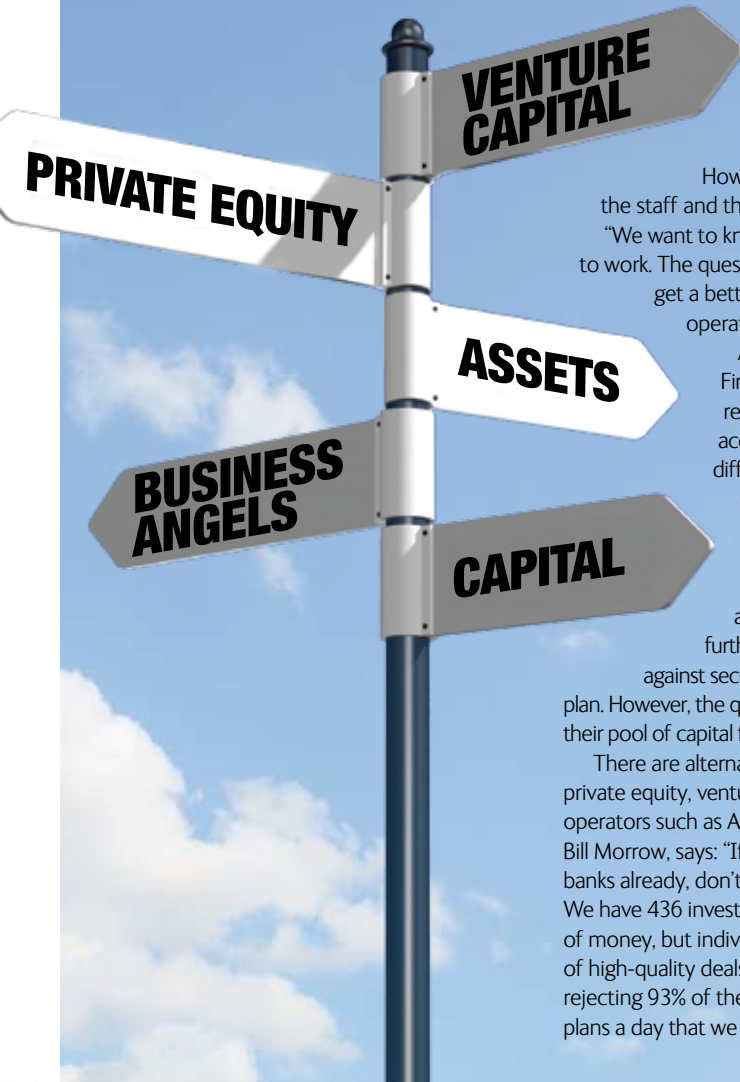 VENTURE
CAPITAL
PRIVATE EQUITY
ASSETS
BUSINESS
ANGELS
CAPITAL
How
the staff and th
“We want to kn
to work. The ques
get a bett
operat
A
Fin
re
acc
diff
a
furth
against sec
plan. However, the q
their pool of capital f
There are alterna
private equity, ventu
operators such as A
Bill Morrow, says: “If
banks already, don’t
We have 436 invest
of money, but indiv
of high-quality deals
rejecting 93% of the
plans a day that we